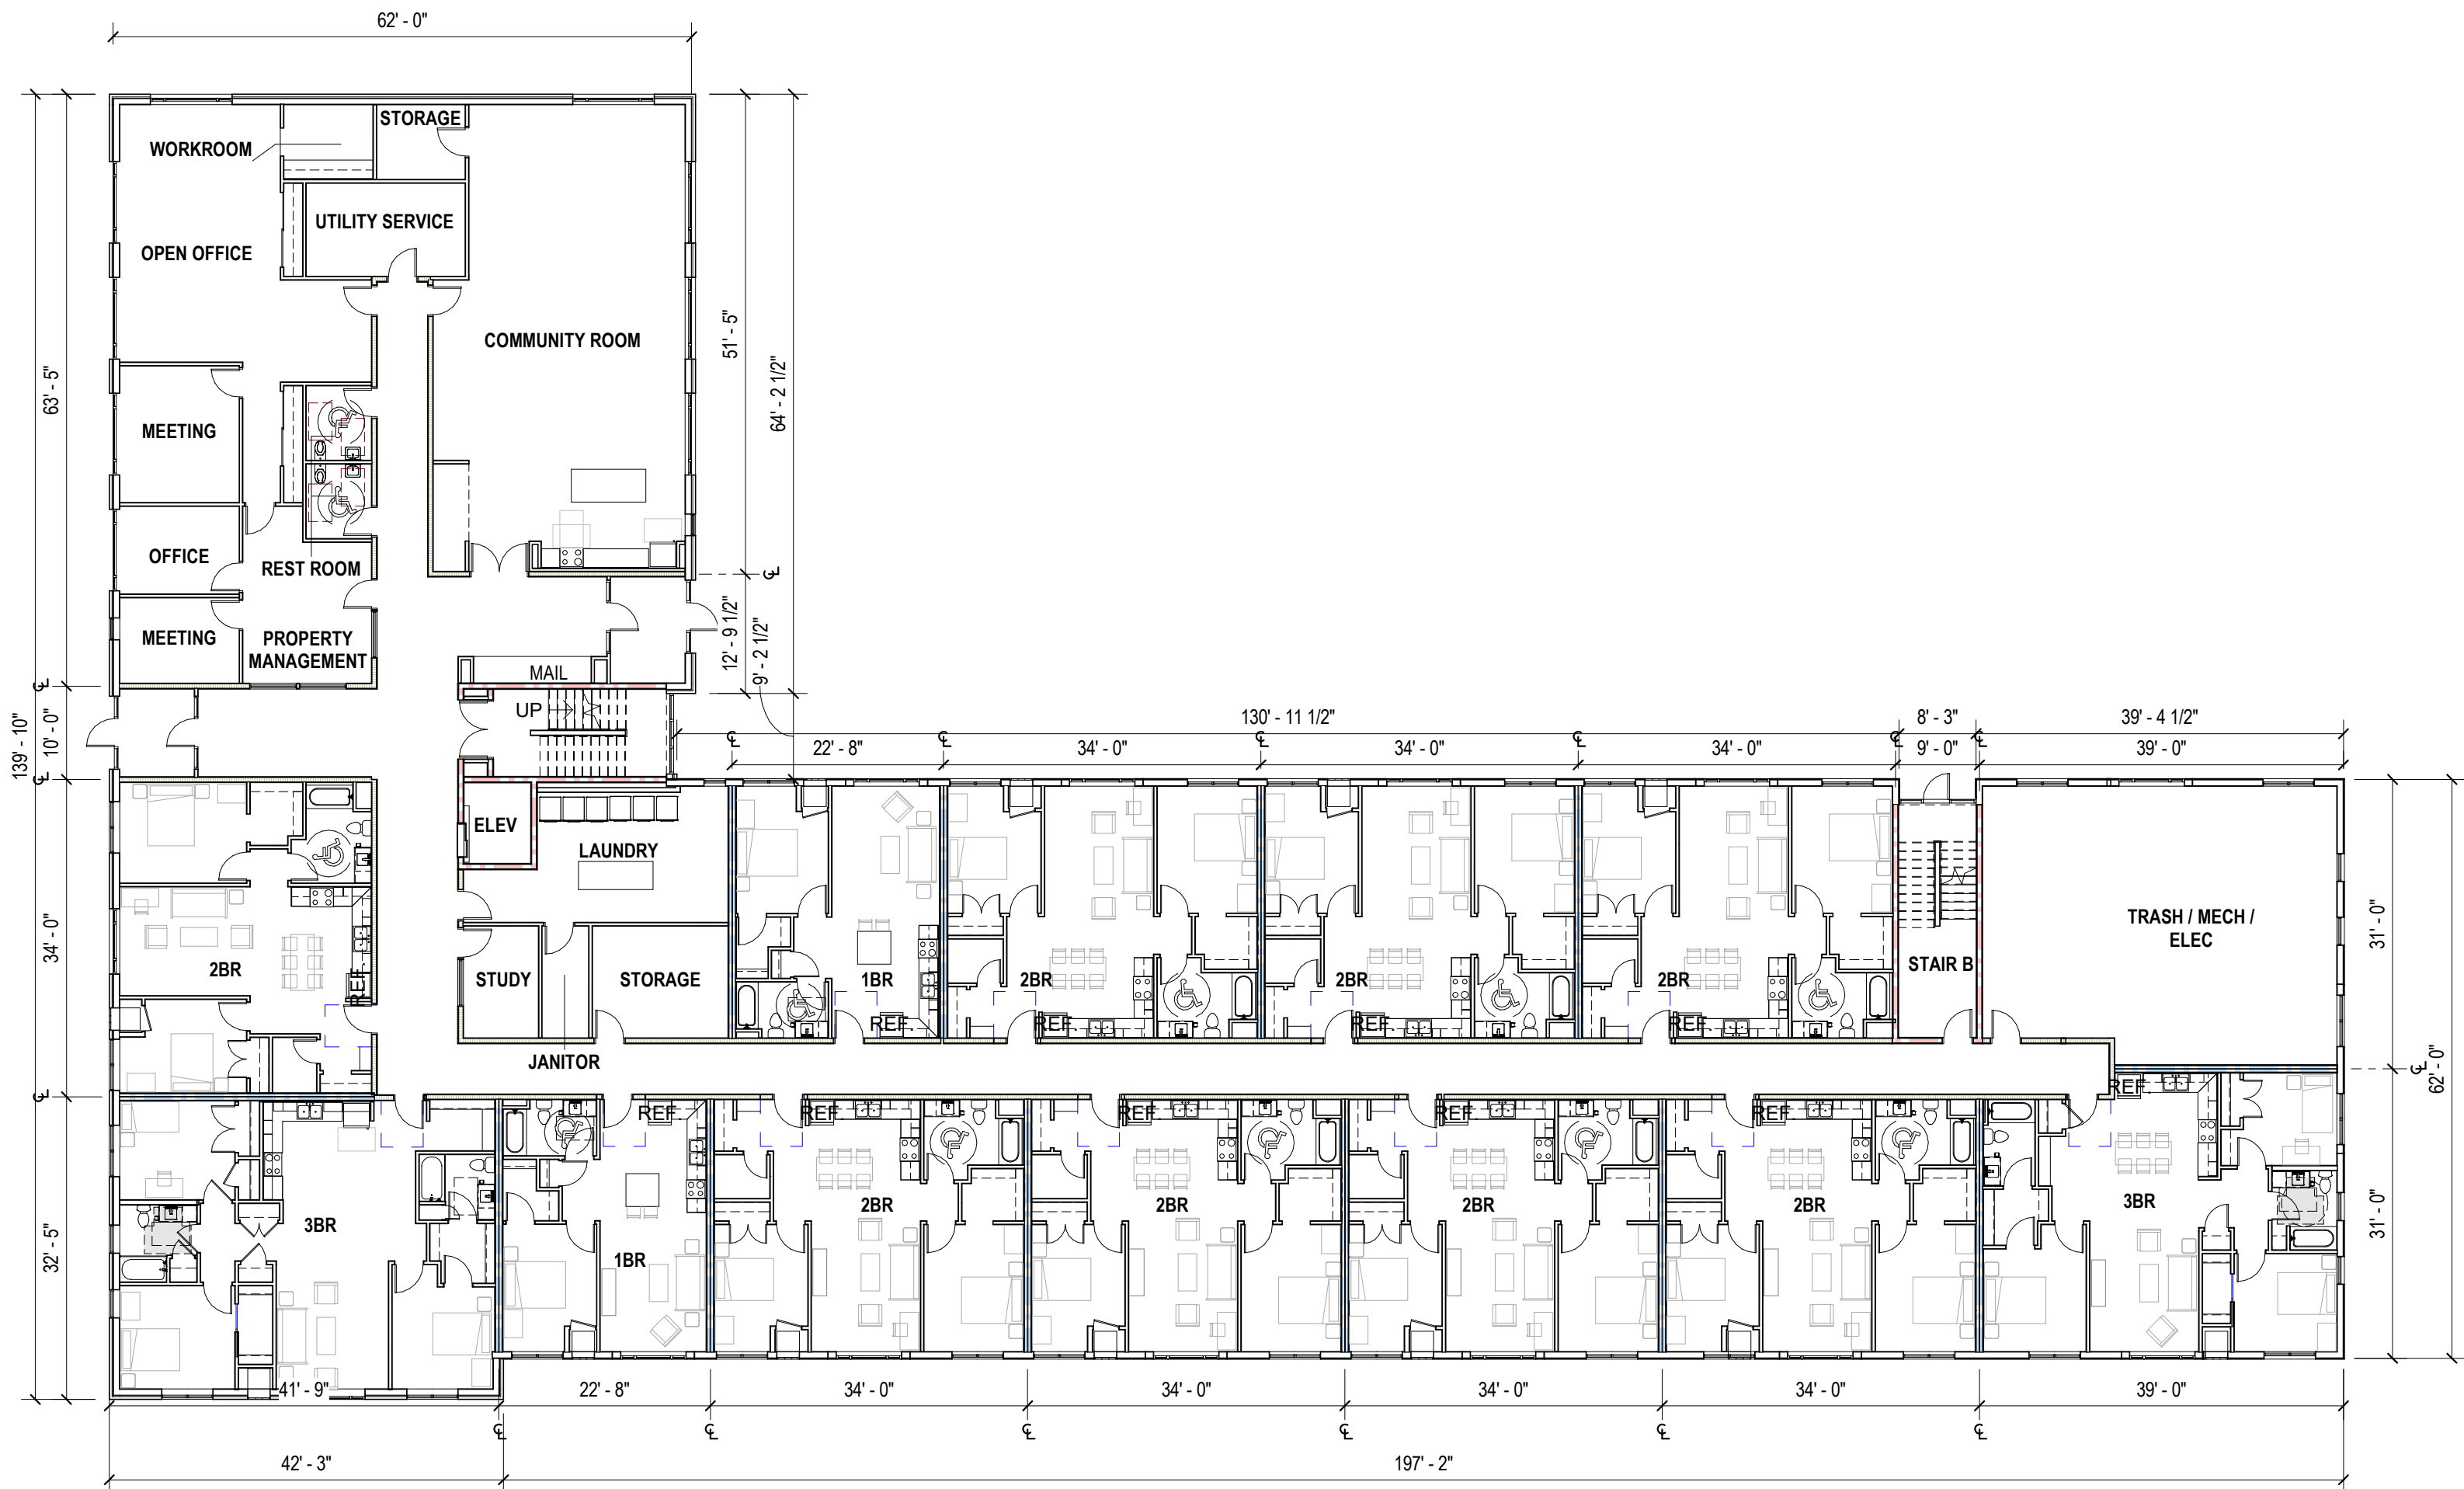 62' - 0"
STORAGE
WORKROOM
UTILITY SERVICE
OPEN OFFICE
COMMUNITY ROOM
51' - 5"
64' - 2 1/2"
63' - 5"
MEETING
OFFICE
REST ROOM
MEETING
PROPERTY
MANAGEMENT
MAIL
12' - 9 1/2"
9' - 2 1/2"
UP
139' - 10"
10' - 0"
130' - 11 1/2"
8' - 3"
39' - 4 1/2"
22' - 8"
34' - 0"
34' - 0"
34' - 0"
9' - 0"
39' - 0"
ELEV
LAUNDRY
TRASH / MECH /
ELEC
31' - 0"
34' - 0"
2BR
REF
STUDY
STORAGE
1BR
2BR
2BR
2BR
STAIR B
REF
REF
REF
REF
JANITOR
62' - 0"
REF
REF
REF
REF
REF
REF
3BR
1BR
2BR
2BR
2BR
2BR
3BR
32' - 5"
31' - 0"
41' - 9"
22' - 8"
34' - 0"
34' - 0"
34' - 0"
34' - 0"
39' - 0"
42' - 3"
197' - 2"